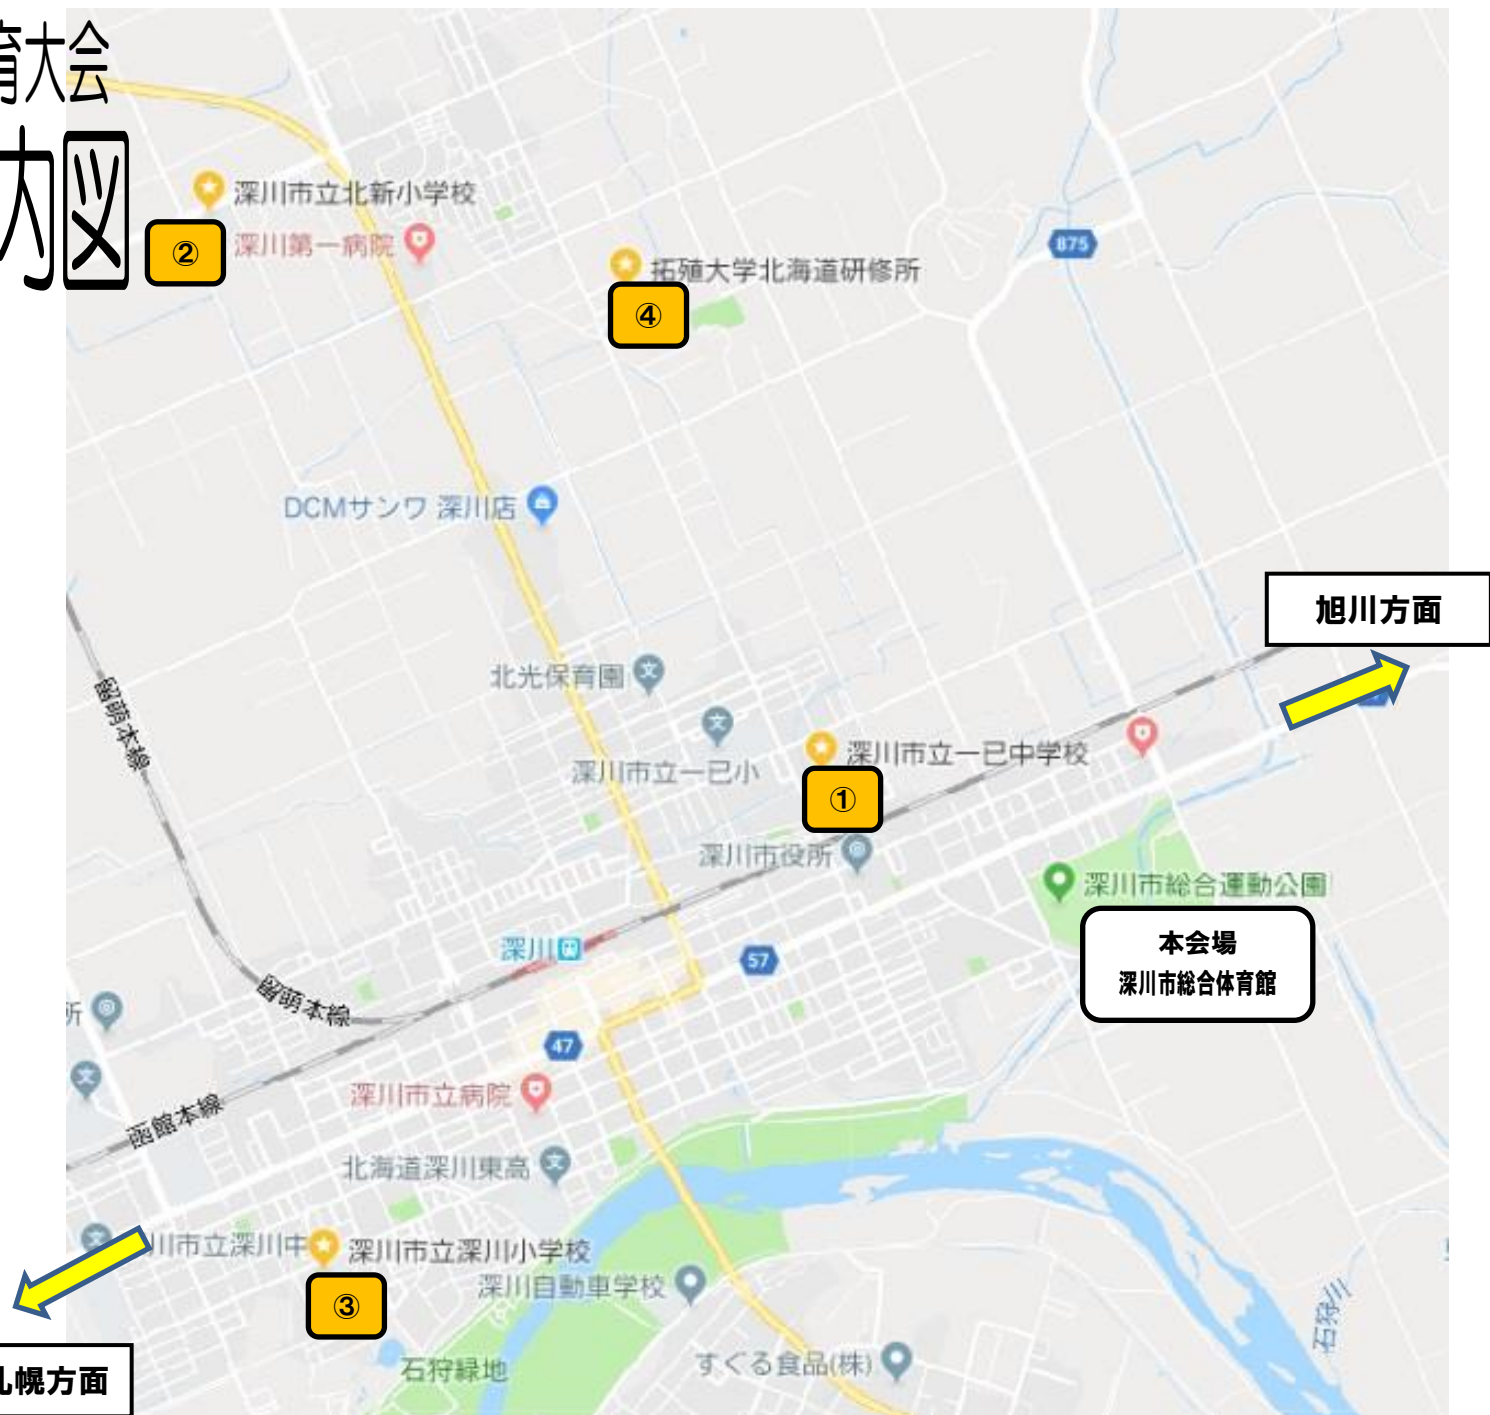 育大会
内図
深川市立北新小学校
②
深川第一病院
875
拓殖大学北海道研修所
④
DCMサンワ 深川店
旭川方面
北光保育園
文
文
留萌本線
深川市立一已小
深川市立一已中学校
①
深川市役所
深川市総合運動公園
本会場
深川市総合体育館
深川
57
留萌本線
所
47
文
深川市立病院
函館本線
北海道深川東高
文
文
川市立深川中
深川市立深川小学校
③
深川自動車学校
石狩川
札幌方面
石狩緑地
すぐる食品(株)